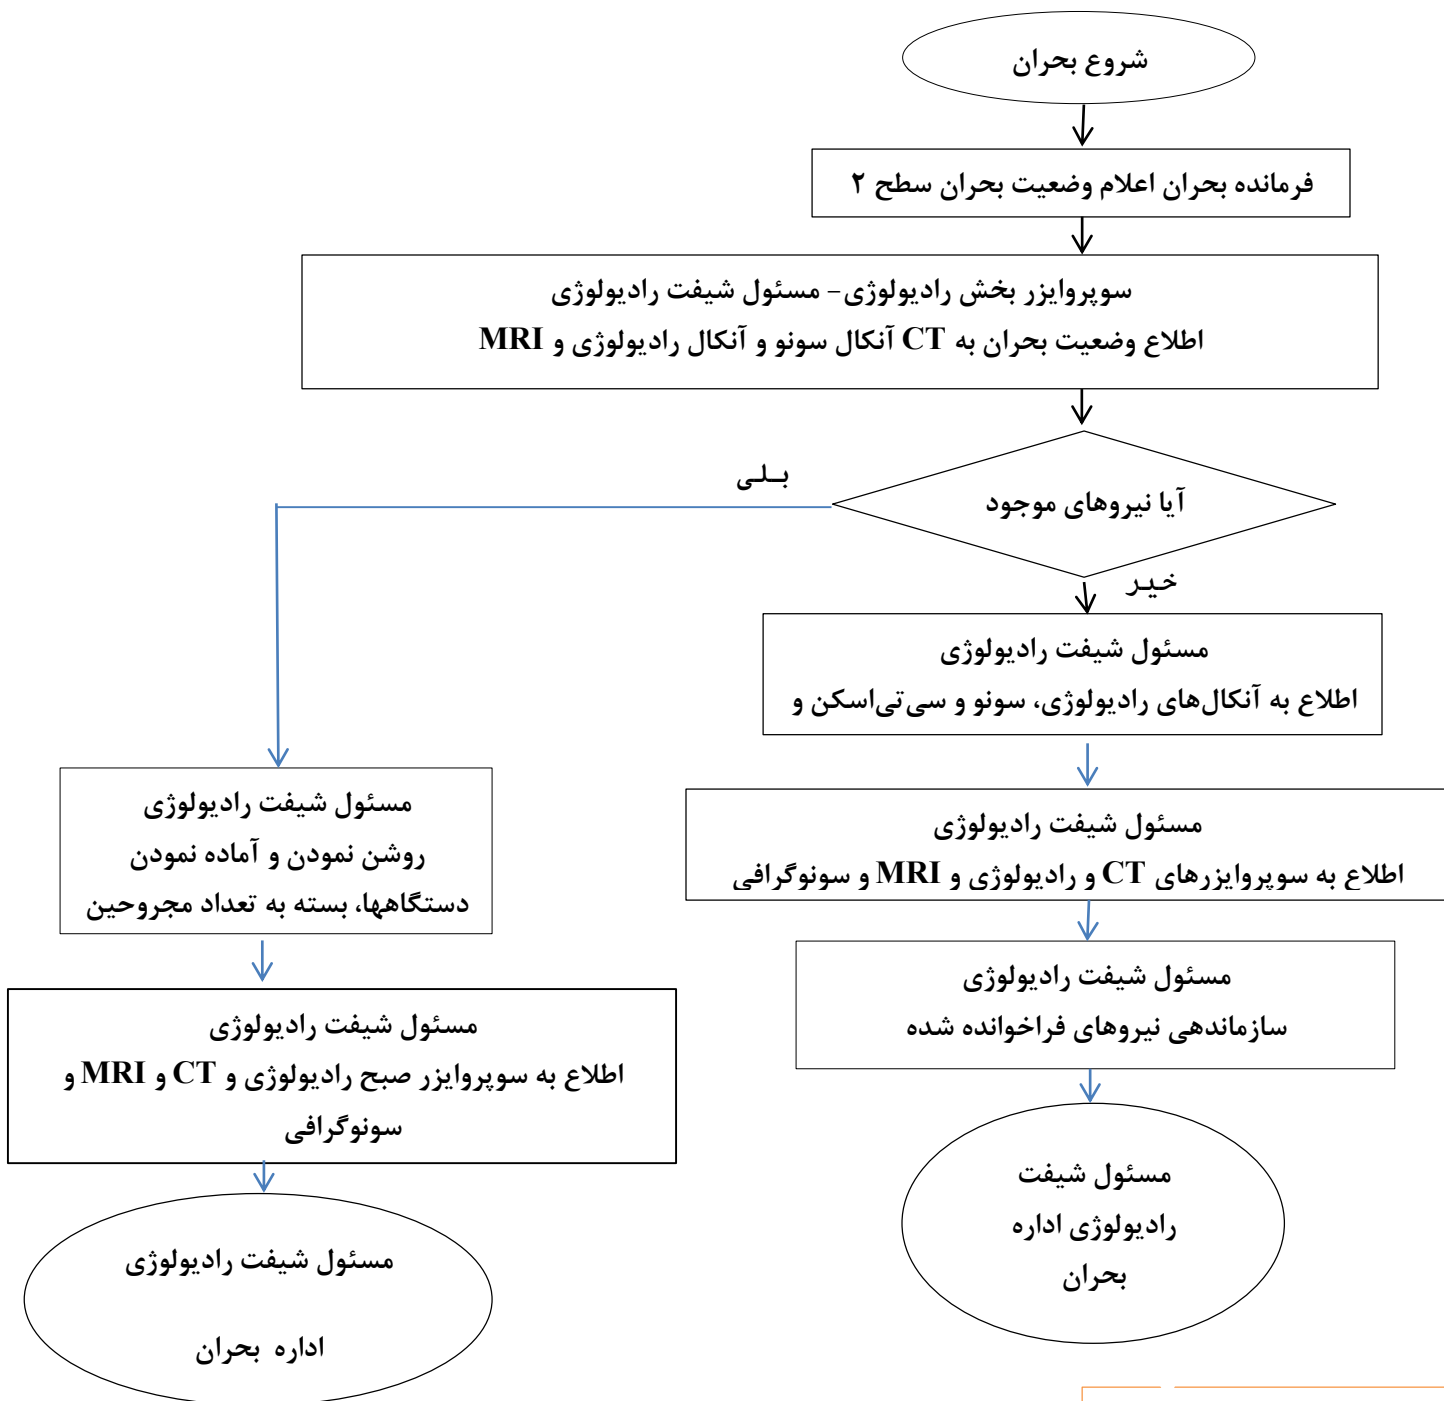 شروع بحران
فرمانده بحران اعلام وضعیت بحران سطح ۲
سوپروایزر بخش رادیولوژی– مسئول شیفت رادیولوژی
اطلاع وضعیت بحران به CT آنکال سونو و آنکال رادیولوژی و MRI
آیا نیروهای موجود
بـلـی
خیر
مسئول شیفت رادیولوژی
اطلاع به آنکال‌های رادیولوژی، سونو و سی‌تی‌اسکن و
مسئول شیفت رادیولوژی
اطلاع به سوپروایزرهای CT و رادیولوژی و MRI و سونوگرافی
مسئول شیفت رادیولوژی
سازماندهی نیروهای فراخوانده شده
مسئول شیفت
رادیولوژی اداره
بحران
مسئول شیفت رادیولوژی
روشن نمودن و آماده نمودن
دستگاهها، بسته به تعداد مجروحین
مسئول شیفت رادیولوژی
اطلاع به سوپروایزر صبح رادیولوژی و CT و MRI و
سونوگرافی
مسئول شیفت رادیولوژی
اداره بحران